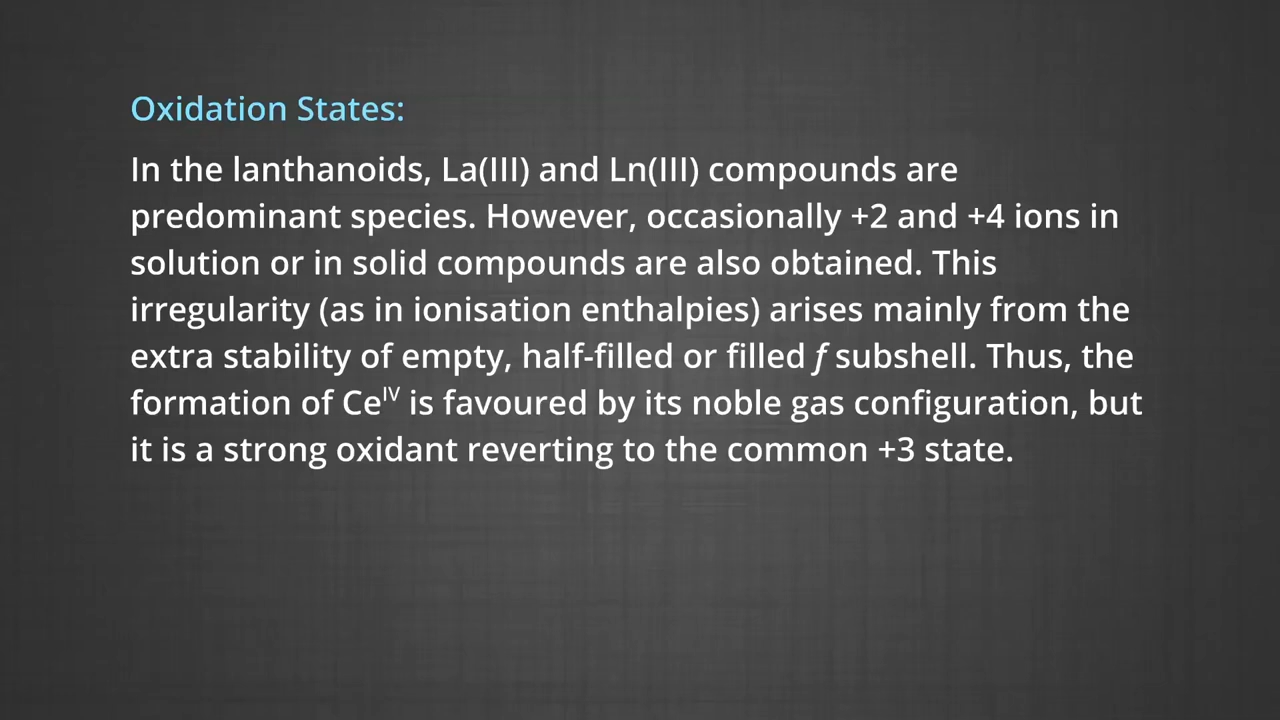 Oxidation States:
In the lanthanoids, La(III) and Ln(III) compounds are
predominant species. However, occasionally +2 and +4 ions in
solution or in solid compounds are also obtained. This
irregularity (as in ionisation enthalpies) arises mainly from the
extra stability of empty, half-filled or filled f subshell. Thus, the
formation of Ce^IV is favoured by its noble gas configuration, but
it is a strong oxidant reverting to the common +3 state.